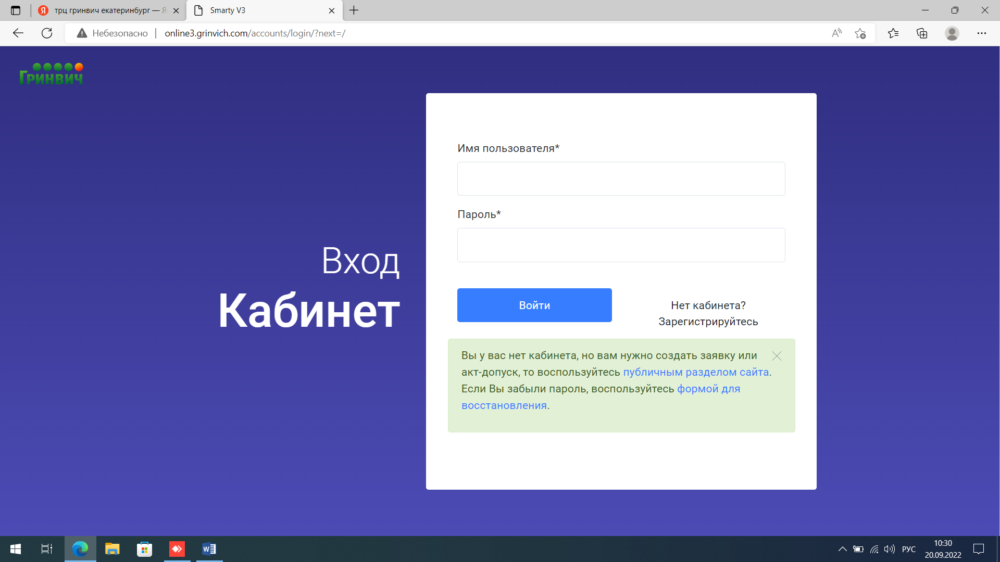 трц гринвич екатеринбург — Я
Smarty V3
Небезопасно
online3.grinvich.com/accounts/login/?next=/
Гринвич
Имя пользователя*
Пароль*
Вход
Кабинет
Войти
Нет кабинета?
Зарегистрируйтесь
Вы у вас нет кабинета, но вам нужно создать заявку или
акт-допуск, то воспользуйтесь публичным разделом сайта.
Если Вы забыли пароль, воспользуйтесь формой для
восстановления.
РУС
10:30
20.09.2022